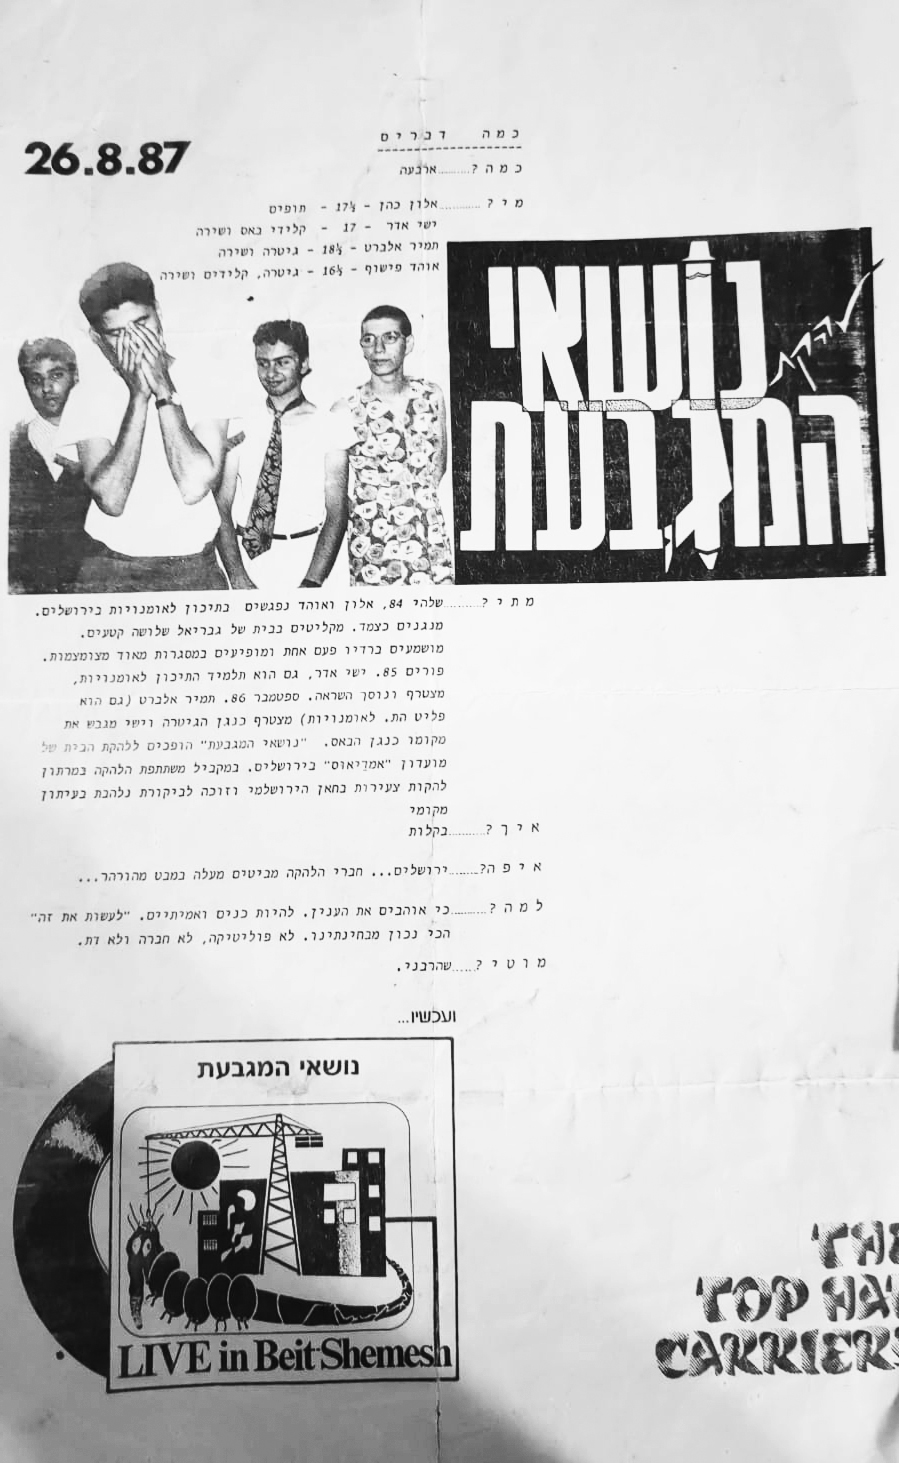 26.8.87
כמה דברים
כמה?..........ארבעה
מי?..........אלון כהן - 17½ - תופים
ישי אדר - 17 - קלידי באס ושירה
תמיר אלברט - 18½ - גיטרה ושירה
אוהד פישוף - 16½ - גיטרה, קלידים ושירה
להקת
נושאי
המגבעת
מתי?..........שלהי 84, אלון ואוהד נפגשים בתיכון לאומנויות בירושלים.
מנגנים כצמד. מקליטים בבית של גבריאל שלושה קטעים.
מושמעים ברדיו פעם אחת ומופיעים במסגרות מאוד מצומצמות.
פורים 85. ישי אדר, גם הוא תלמיד התיכון לאומנויות,
מצטרף ונוסך השראה. ספטמבר 86. תמיר אלברט (גם הוא
פליט הת. לאומנויות) מצטרף כנגן הגיטרה וישי מגבש את
מקומו כנגן הבאס. "נושאי המגבעת" הופכים ללהקת הבית של
מועדון "אמדיאוס" בירושלים. במקביל משתתפת הלהקה במרתון
להקות צעירות בחאן הירושלמי וזוכה לביקורת נלהבת בעיתון
מקומי
איך?..........בקלות
איפה?........ירושלים... חברי הלהקה מביטים מעלה במבט מהורהר...
למה?..........כי אוהבים את הענין. להיות כנים ואמיתיים. "לעשות את זה"
הכי נכון מבחינתינו. לא פוליטיקה, לא חברה ולא דת.
מוטי?......שהרבני.
ועכשיו...
נושאי המגבעת
LIVE in Beit-Shemesh
THE
TOP HA
CARRIER